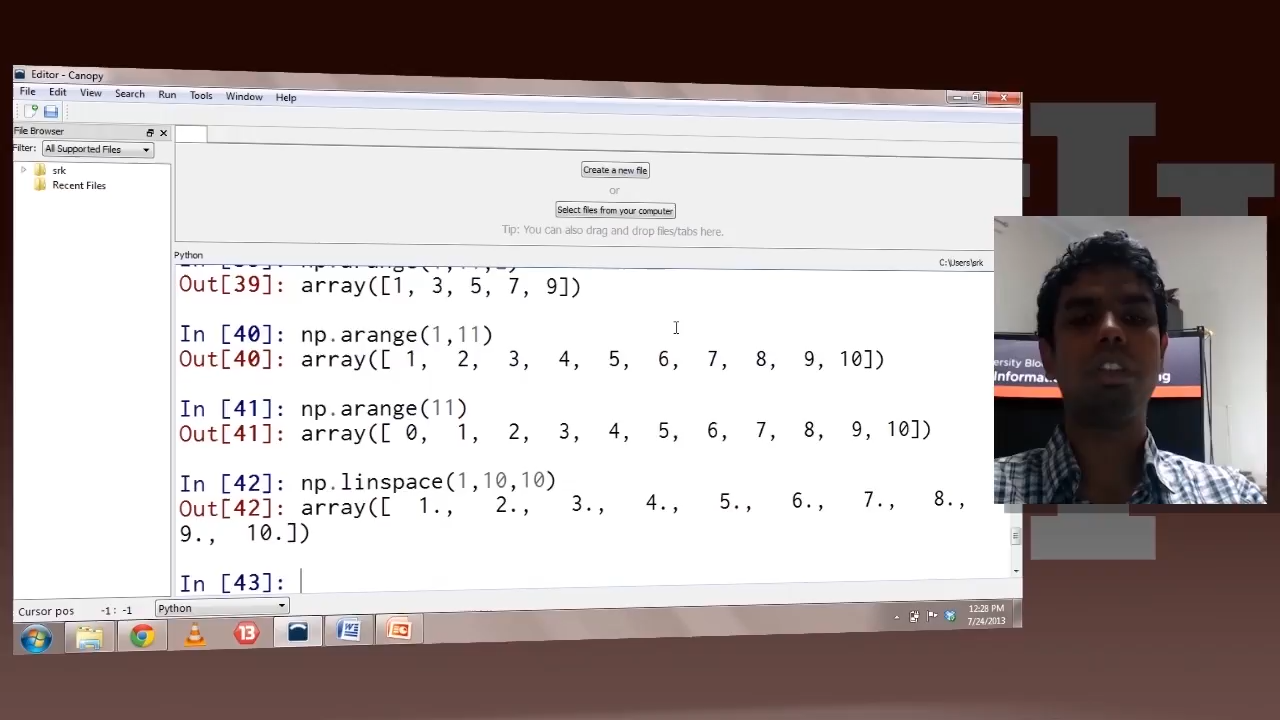 Editor - Canopy
File Edit View Search Run Tools Window Help
File Browser
Filter: All Supported Files
srk
Recent Files
Create a new file
or
Select files from your computer
Tip: You can also drag and drop files/tabs here.
Python
C:\Users\srk
Out[39]: array([1, 3, 5, 7, 9])
In [40]: np.arange(1,11)
Out[40]: array([ 1, 2, 3, 4, 5, 6, 7, 8, 9, 10])
In [41]: np.arange(11)
Out[41]: array([ 0, 1, 2, 3, 4, 5, 6, 7, 8, 9, 10])
In [42]: np.linspace(1,10,10)
Out[42]: array([ 1., 2., 3., 4., 5., 6., 7., 8.,
9., 10.])
In [43]:
Cursor pos -1: -1 Python
13
12:28 PM
7/24/2013